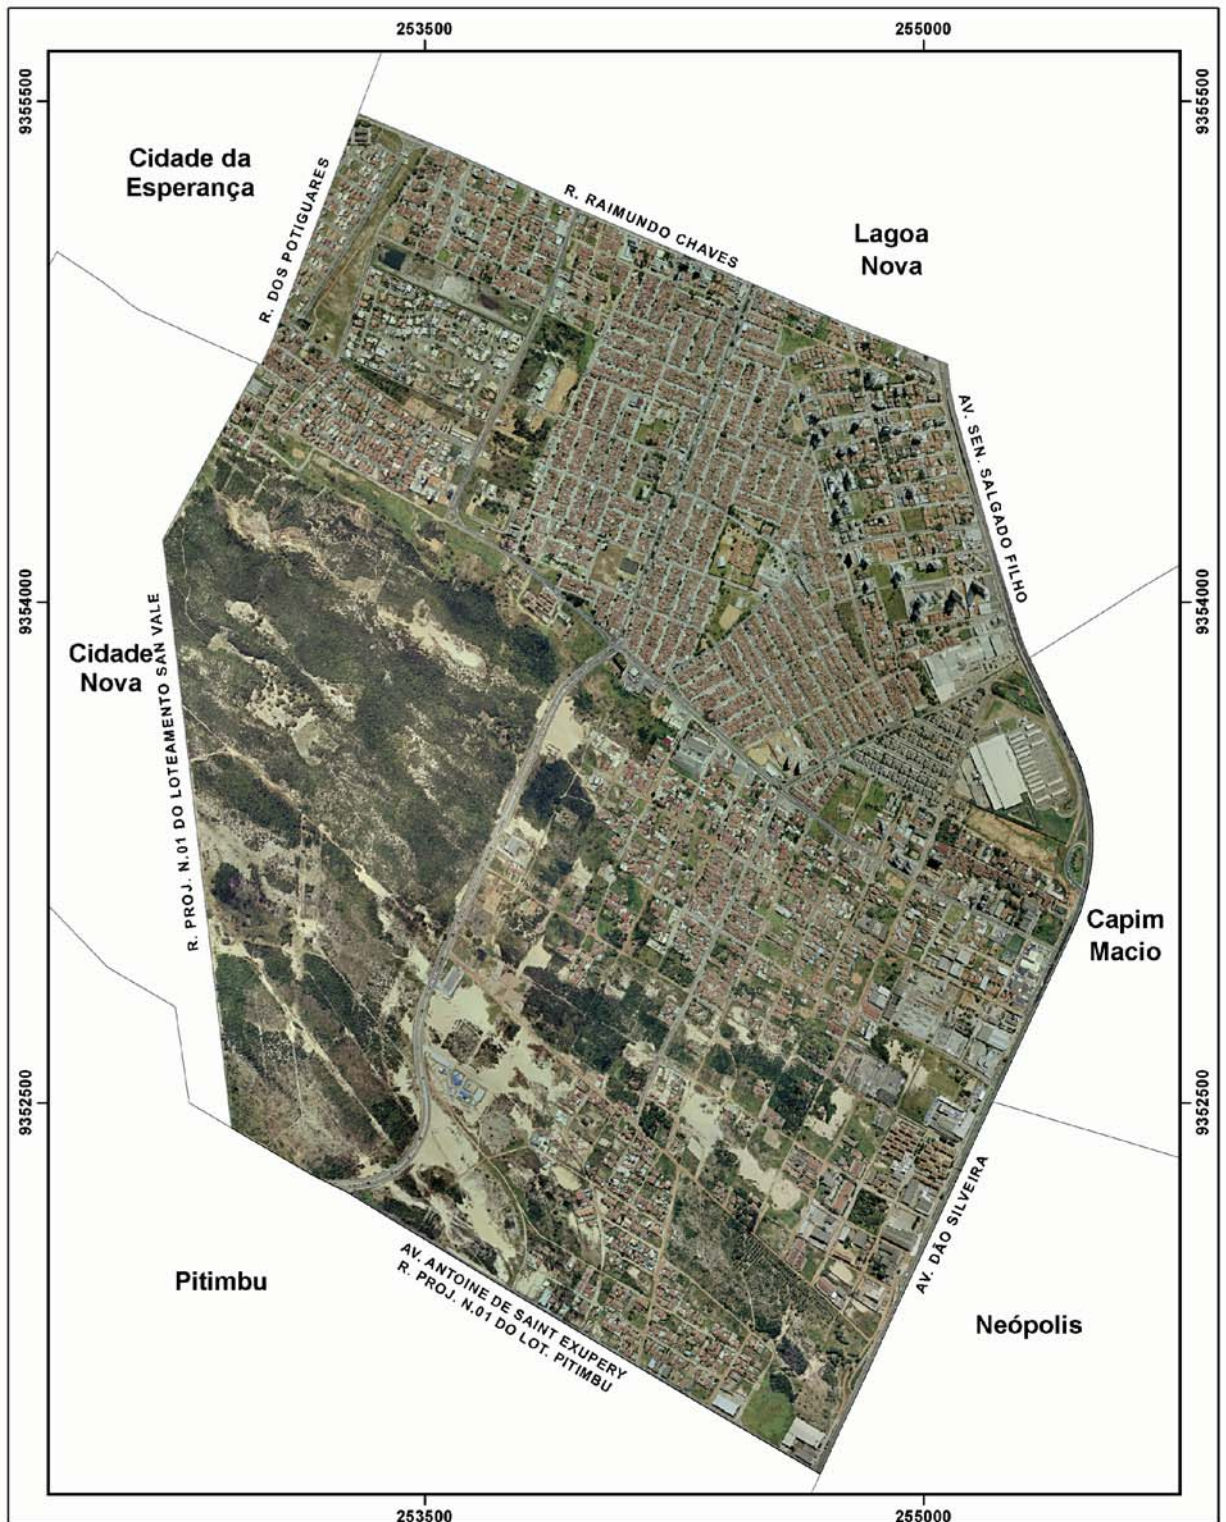 253500
255000
9355500
9355500
Cidade da
Esperança
R. DOS POTIGUARES
R. RAIMUNDO CHAVES
Lagoa
Nova
AV. SEN. SALGADO FILHO
9354000
9354000
Cidade
Nova
R. PROJ. N.01 DO LOTEAMENTO SAN VALE
Capim
Macio
9352500
9352500
AV. DÃO SILVEIRA
Pitimbu
AV. ANTOINE DE SAINT EXUPERY
R. PROJ. N.01 DO LOT. PITIMBU
Neópolis
253500
255000